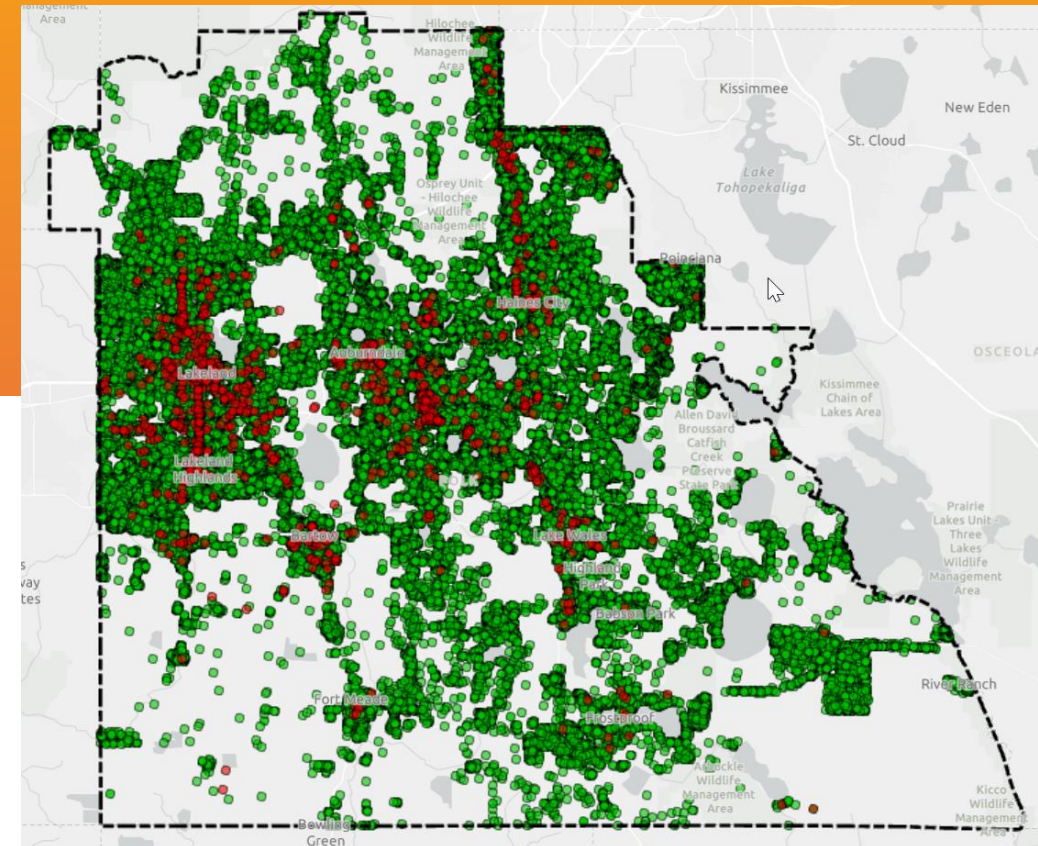 Management
Area
Hilochee
Wildlife
Management
Area
Kissimmee
New Eden
St. Cloud
Lake
Tohopekaliga
Osprey Unit
- Hilochee
Wildlife
Management
Area
Poinciana
Haines City
OSCEOLA
Auburndale
Lakeland
Kissimmee
Chain of
Lakes Area
Allen David
Broussard
Catfish
Creek
Preserve
State Park
Lakeland
Highlands
POLK
Prairie
Lakes Unit -
Three
Lakes
Wildlife
Management
Area
Bartow
Lake Wales
Highland
Park
Babson Park
River Ranch
Fort Meade
Frostproof
Arbuckle
Wildlife
Management
Area
Kicco
Wildlife
Management
Area
Bowling
Green